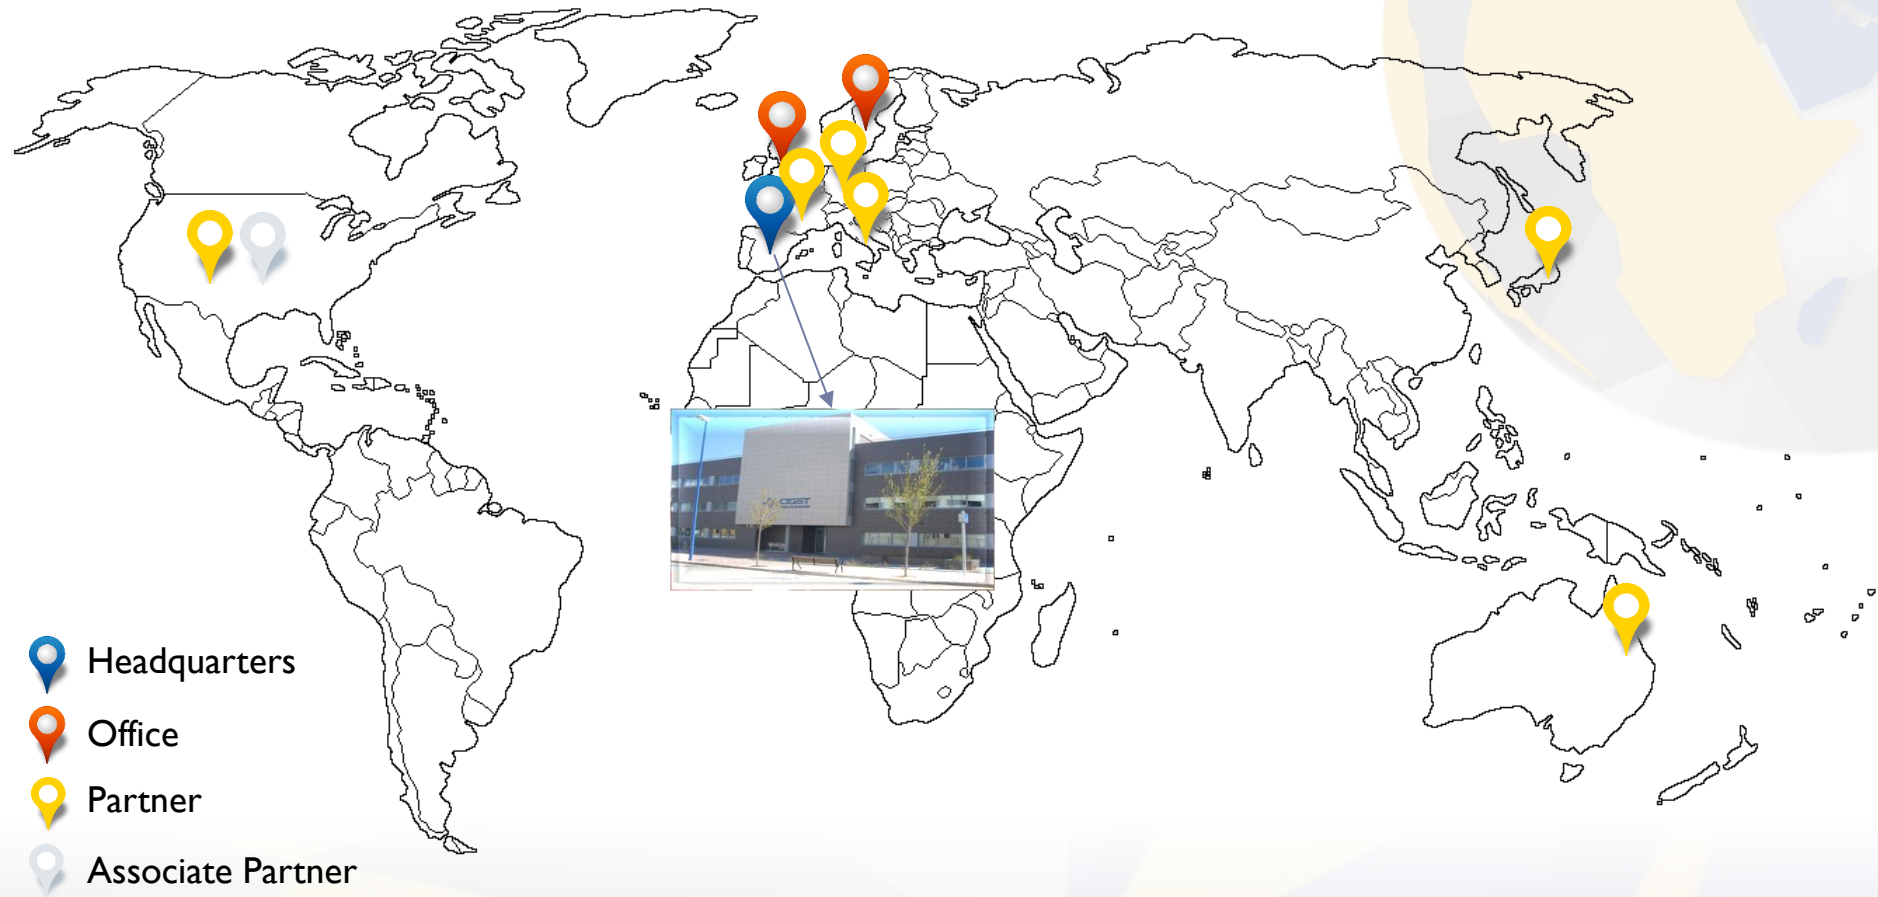 Headquarters
Office
Partner
Associate Partner